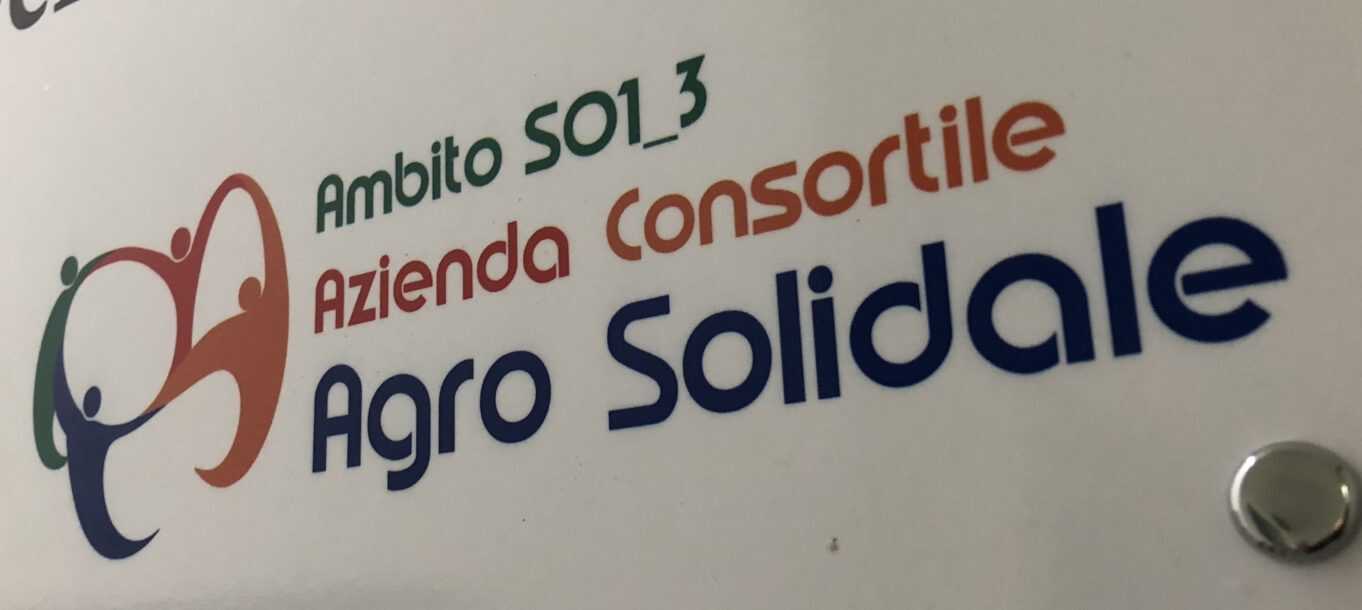 Ambito S01_3
Azienda Consortile
Agro Solidale